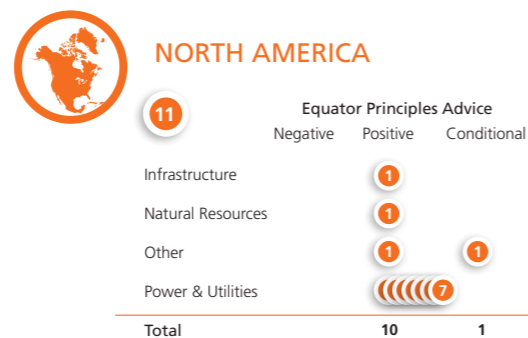 NORTH AMERICA
11
Equator Principles Advice
Negative Positive Conditional
Infrastructure 1
Natural Resources 1
Other 1 1
Power & Utilities 7
Total 10 1